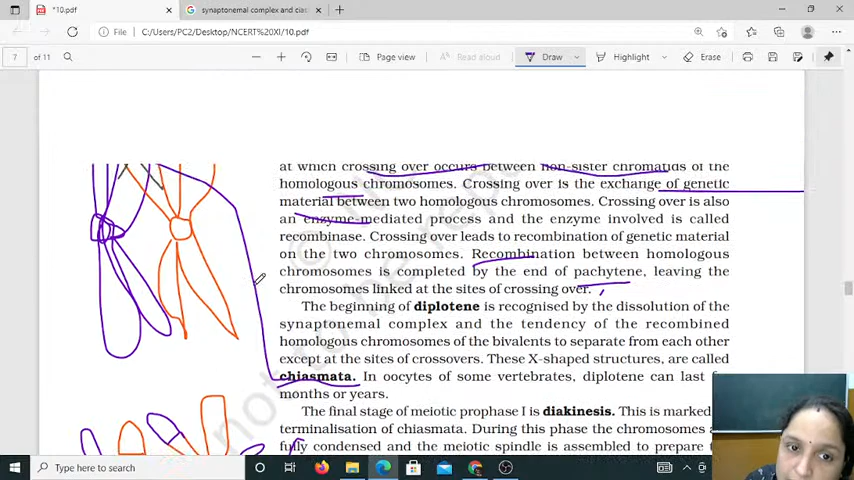 *10.pdf
synaptonemal complex and cias
File
C:/Users/PC2/Desktop/NCERT%20XI/10.pdf
7 of 11
Page view
Read aloud
Draw
Highlight
Erase
at which crossing over occurs between non-sister chromatids of the
homologous chromosomes. Crossing over is the exchange of genetic
material between two homologous chromosomes. Crossing over is also
an enzyme-mediated process and the enzyme involved is called
recombinase. Crossing over leads to recombination of genetic material
on the two chromosomes. Recombination between homologous
chromosomes is completed by the end of pachytene, leaving the
chromosomes linked at the sites of crossing over.
The beginning of diplotene is recognised by the dissolution of the
synaptonemal complex and the tendency of the recombined
homologous chromosomes of the bivalents to separate from each other
except at the sites of crossovers. These X-shaped structures, are called
chiasmata. In oocytes of some vertebrates, diplotene can last
months or years.
The final stage of meiotic prophase I is diakinesis. This is marked
terminalisation of chiasmata. During this phase the chromosomes
fully condensed and the meiotic spindle is assembled to prepare
not to be rep
Type here to search